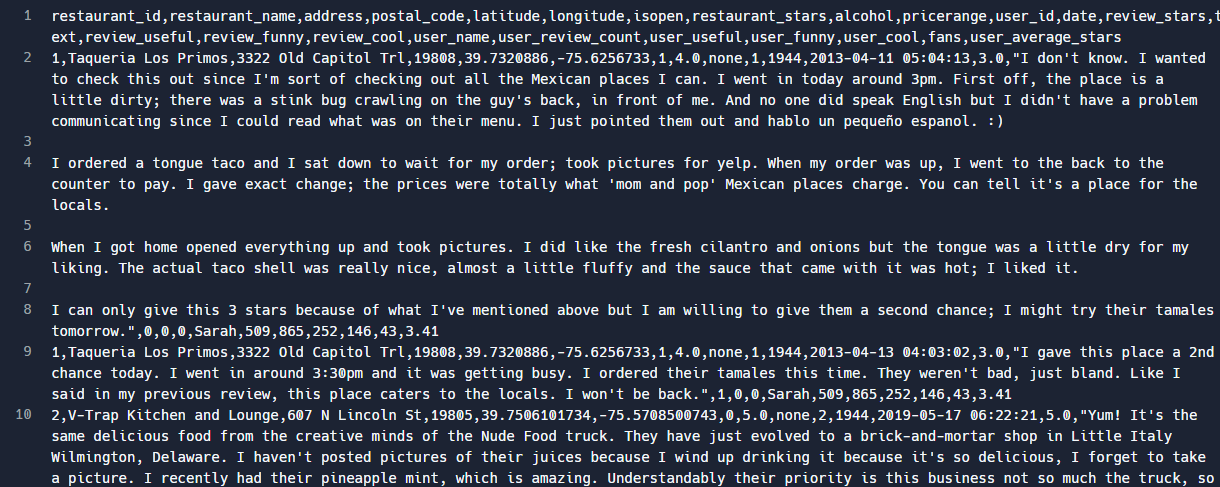 1 restaurant_id,restaurant_name,address,postal_code,latitude,longitude,isopen,restaurant_stars,alcohol,pricerange,user_id,date,review_stars,t
ext,review_useful,review_funny,review_cool,user_name,user_review_count,user_useful,user_funny,user_cool,fans,user_average_stars
2 1,Taqueria Los Primos,3322 Old Capitol Trl,19808,39.7320886,-75.6256733,1,4.0,none,1,1944,2013-04-11 05:04:13,3.0,"I don't know. I wanted
to check this out since I'm sort of checking out all the Mexican places I can. I went in today around 3pm. First off, the place is a
little dirty; there was a stink bug crawling on the guy's back, in front of me. And no one did speak English but I didn't have a problem
communicating since I could read what was on their menu. I just pointed them out and hablo un pequeño espanol. :)
3
4 I ordered a tongue taco and I sat down to wait for my order; took pictures for yelp. When my order was up, I went to the back to the
counter to pay. I gave exact change; the prices were totally what 'mom and pop' Mexican places charge. You can tell it's a place for the
locals.
5
6 When I got home opened everything up and took pictures. I did like the fresh cilantro and onions but the tongue was a little dry for my
liking. The actual taco shell was really nice, almost a little fluffy and the sauce that came with it was hot; I liked it.
7
8 I can only give this 3 stars because of what I've mentioned above but I am willing to give them a second chance; I might try their tamales
tomorrow.",0,0,0,Sarah,509,865,252,146,43,3.41
9 1,Taqueria Los Primos,3322 Old Capitol Trl,19808,39.7320886,-75.6256733,1,4.0,none,1,1944,2013-04-13 04:03:02,3.0,"I gave this place a 2nd
chance today. I went in around 3:30pm and it was getting busy. I ordered their tamales this time. They weren't bad, just bland. Like I
said in my previous review, this place caters to the locals. I won't be back.",1,0,0,Sarah,509,865,252,146,43,3.41
10 2,V-Trap Kitchen and Lounge,607 N Lincoln St,19805,39.7506101734,-75.5708500743,0,5.0,none,2,1944,2019-05-17 06:22:21,5.0,"Yum! It's the
same delicious food from the creative minds of the Nude Food truck. They have just evolved to a brick-and-mortar shop in Little Italy
Wilmington, Delaware. I haven't posted pictures of their juices because I wind up drinking it because it's so delicious, I forget to take
a picture. I recently had their pineapple mint, which is amazing. Understandably their priority is this business not so much the truck, so